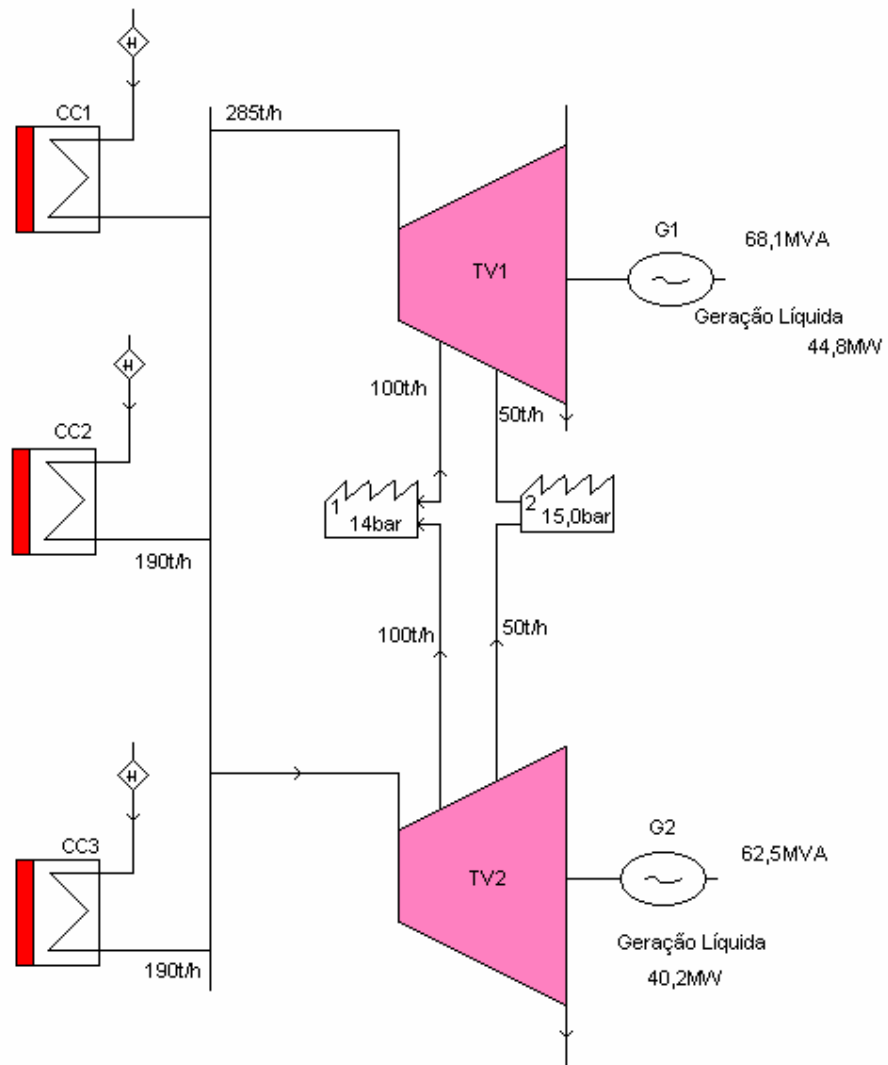 H
CC1
285t/h
G1
68,1MVA
TV1
Geração Líquida
44,8MW
H
100t/h
50t/h
CC2
1
14bar
2
15,0bar
190t/h
100t/h
50t/h
H
G2
62,5MVA
CC3
TV2
Geração Líquida
190t/h
40,2MW